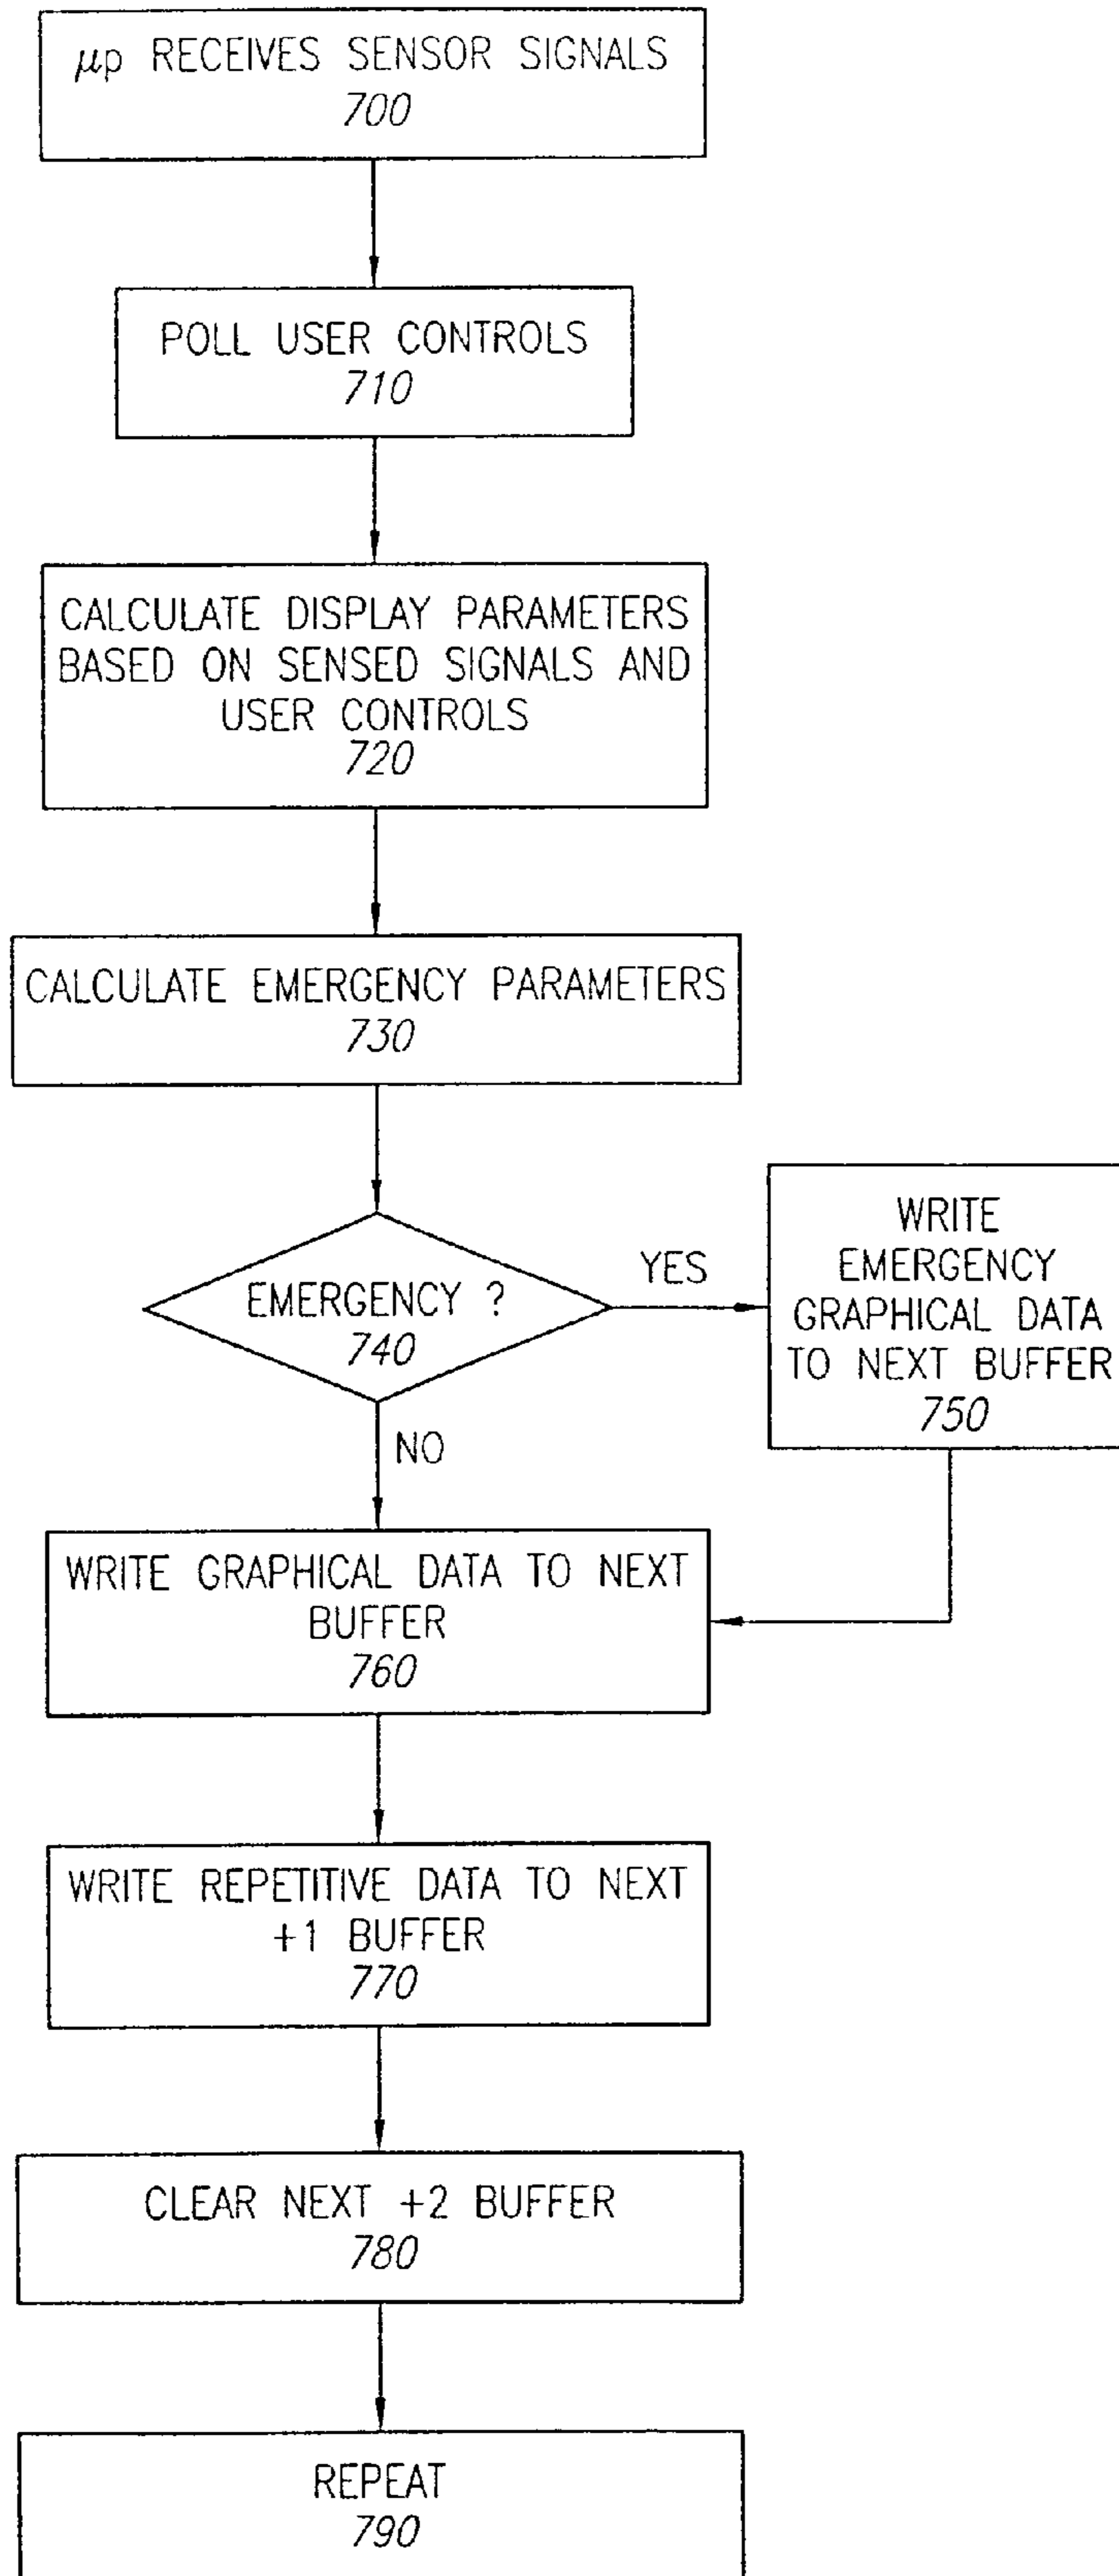 μp RECEIVES SENSOR SIGNALS
700
POLL USER CONTROLS
710
CALCULATE DISPLAY PARAMETERS
BASED ON SENSED SIGNALS AND
USER CONTROLS
720
CALCULATE EMERGENCY PARAMETERS
730
EMERGENCY ?
740
YES
WRITE
EMERGENCY
GRAPHICAL DATA
TO NEXT BUFFER
750
NO
WRITE GRAPHICAL DATA TO NEXT
BUFFER
760
WRITE REPETITIVE DATA TO NEXT
+1 BUFFER
770
CLEAR NEXT +2 BUFFER
780
REPEAT
790